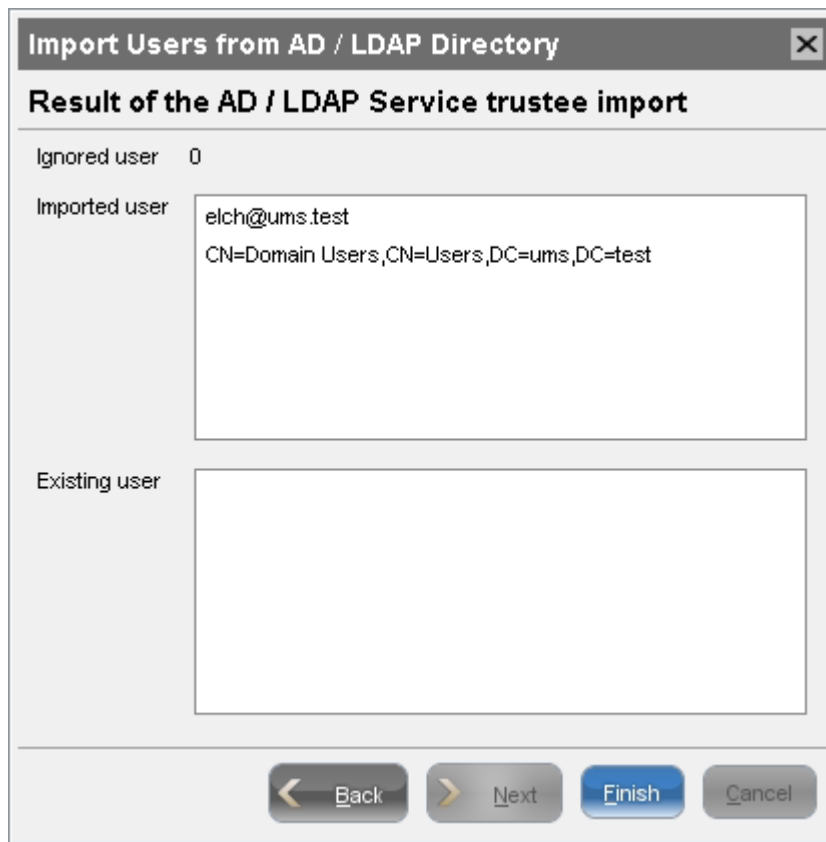 Import Users from AD / LDAP Directory
Result of the AD / LDAP Service trustee import
Ignored user 0
Imported user
elch@ums.test
CN=Domain Users,CN=Users,DC=ums,DC=test
Existing user
Back Next Finish Cancel